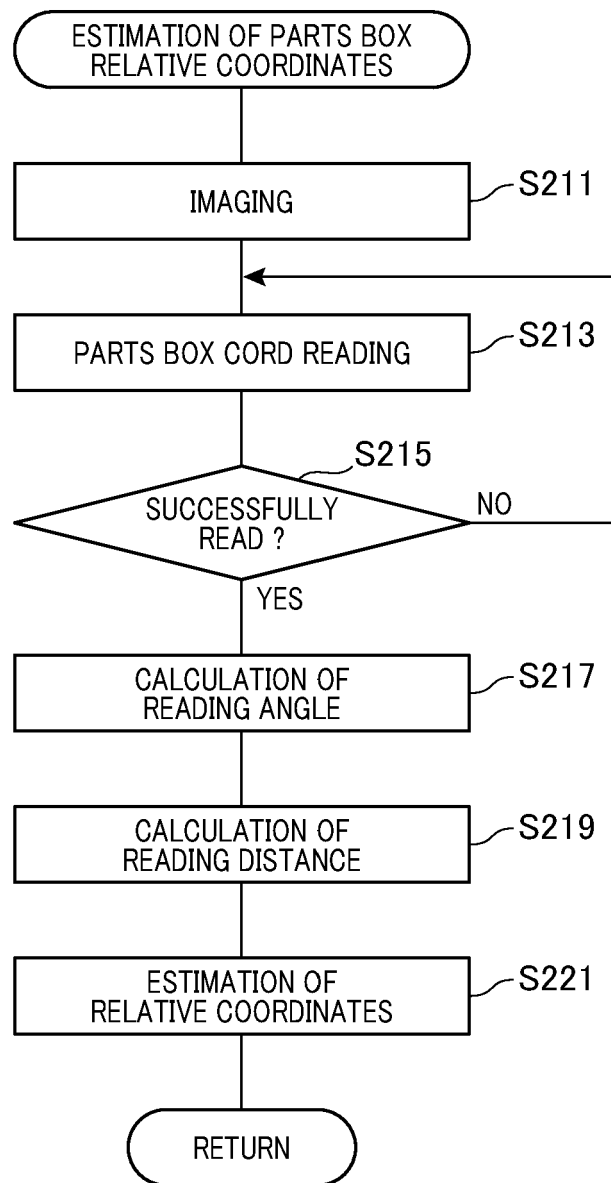 ESTIMATION OF PARTS BOX
RELATIVE COORDINATES
IMAGING
S211
PARTS BOX CORD READING
S213
S215
SUCCESSFULLY
READ ?
NO
YES
CALCULATION OF
READING ANGLE
S217
CALCULATION OF
READING DISTANCE
S219
ESTIMATION OF
RELATIVE COORDINATES
S221
RETURN